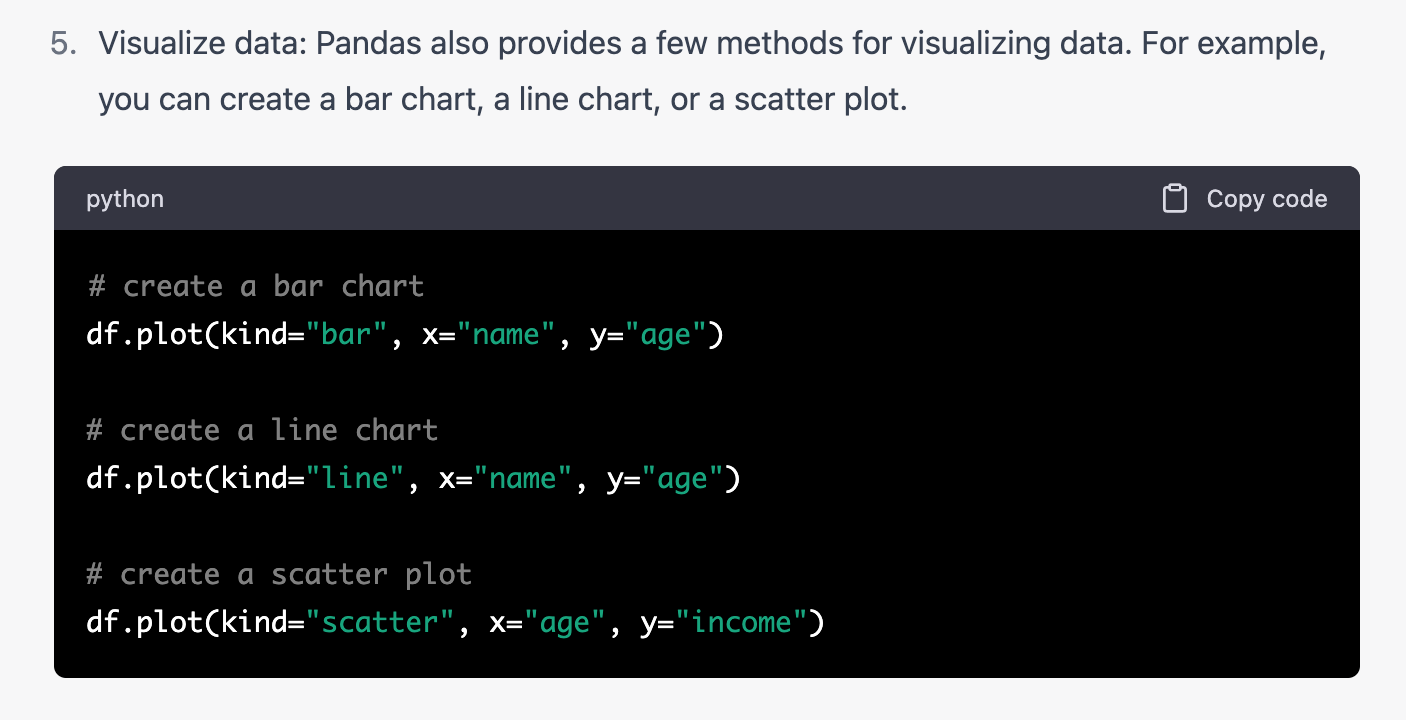 5. Visualize data: Pandas also provides a few methods for visualizing data. For example,
you can create a bar chart, a line chart, or a scatter plot.
python
Copy code
# create a bar chart
df.plot(kind="bar", x="name", y="age")
# create a line chart
df.plot(kind="line", x="name", y="age")
# create a scatter plot
df.plot(kind="scatter", x="age", y="income")